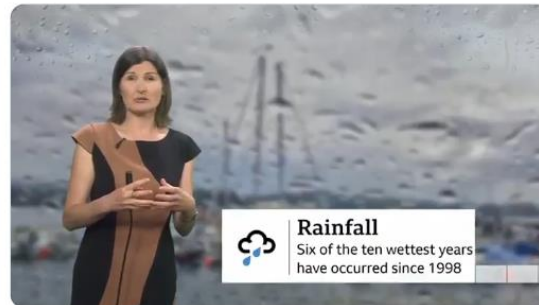 Rainfall
Six of the ten wettest years
have occurred since 1998